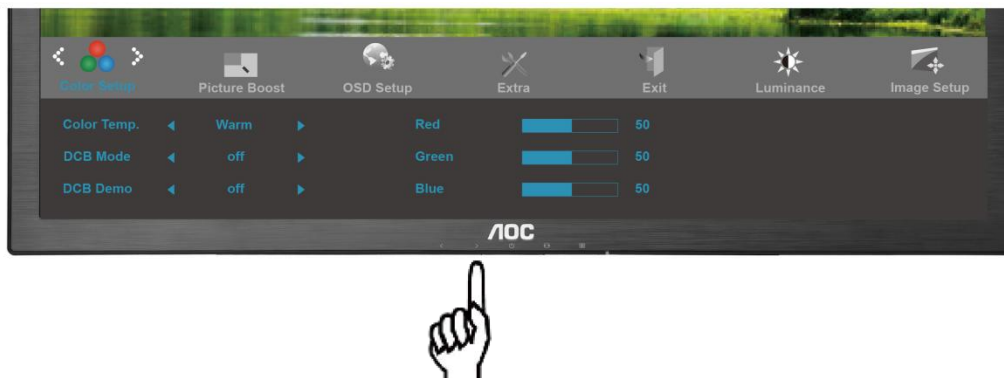 Color Setup Picture Boost OSD Setup Extra Exit Luminance Image Setup
Color Temp. Warm Red 50
DCB Mode off Green 50
DCB Demo off Blue 50
AOC